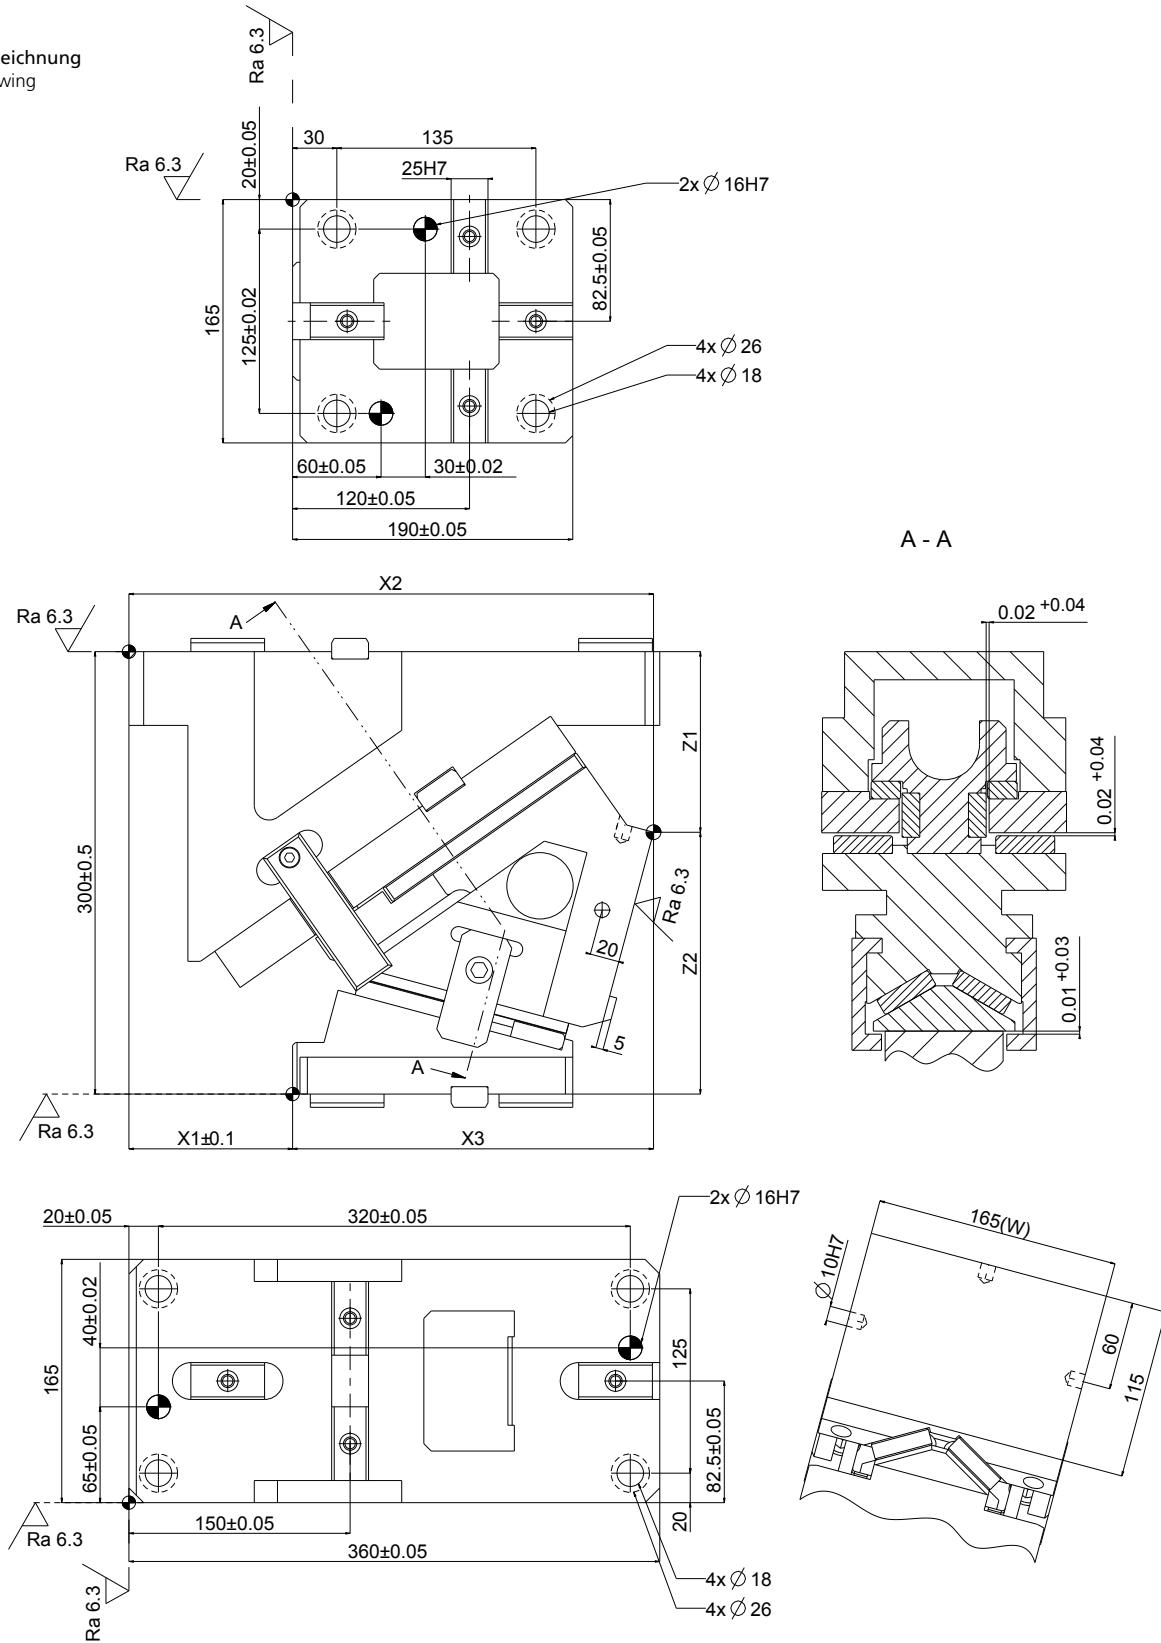 eichnung
wing
Ra 6.3
Ra 6.3
20±0.05
30
135
25H7
2x ∅ 16H7
165
125±0.02
82.5±0.05
4x ∅ 26
4x ∅ 18
60±0.05
30±0.02
120±0.05
190±0.05
A - A
X2
Ra 6.3
A
0.02 +0.04
Z1
0.02 +0.04
300±0.5
Ra 6.3
20
Z2
0.01 +0.03
5
A
Ra 6.3
X1±0.1
X3
2x ∅ 16H7
20±0.05
320±0.05
165(W)
∅ 10H7
40±0.02
165
125
60
115
65±0.05
82.5±0.05
150±0.05
20
Ra 6.3
360±0.05
4x ∅ 18
Ra 6.3
4x ∅ 26